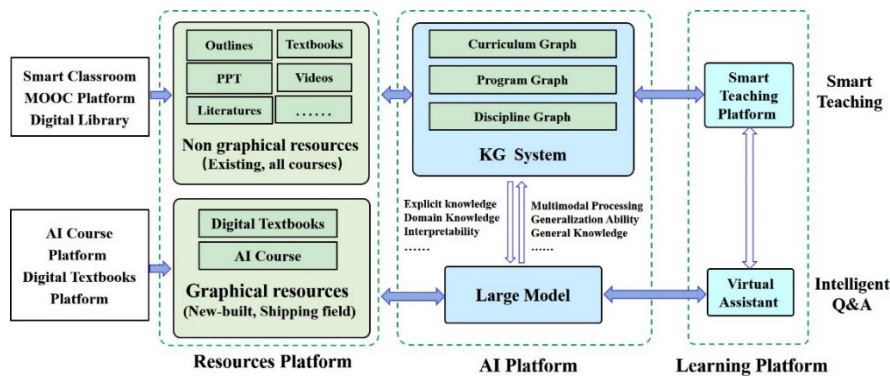 Smart Classroom
MOOC Platform
Digital Library
AI Course
Platform
Digital Textbooks
Platform
Outlines
Textbooks
PPT
Videos
Literatures
......
Non graphical resources
(Existing, all courses)
Digital Textbooks
AI Course
Graphical resources
(New-built, Shipping field)
Resources Platform
Curriculum Graph
Program Graph
Discipline Graph
KG System
Explicit knowledge
Domain Knowledge
Interpretability
......
Multimodal Processing
Generalization Ability
General Knowledge
......
Large Model
AI Platform
Smart
Teaching
Platform
Virtual
Assistant
Learning Platform
Smart
Teaching
Intelligent
Q&A